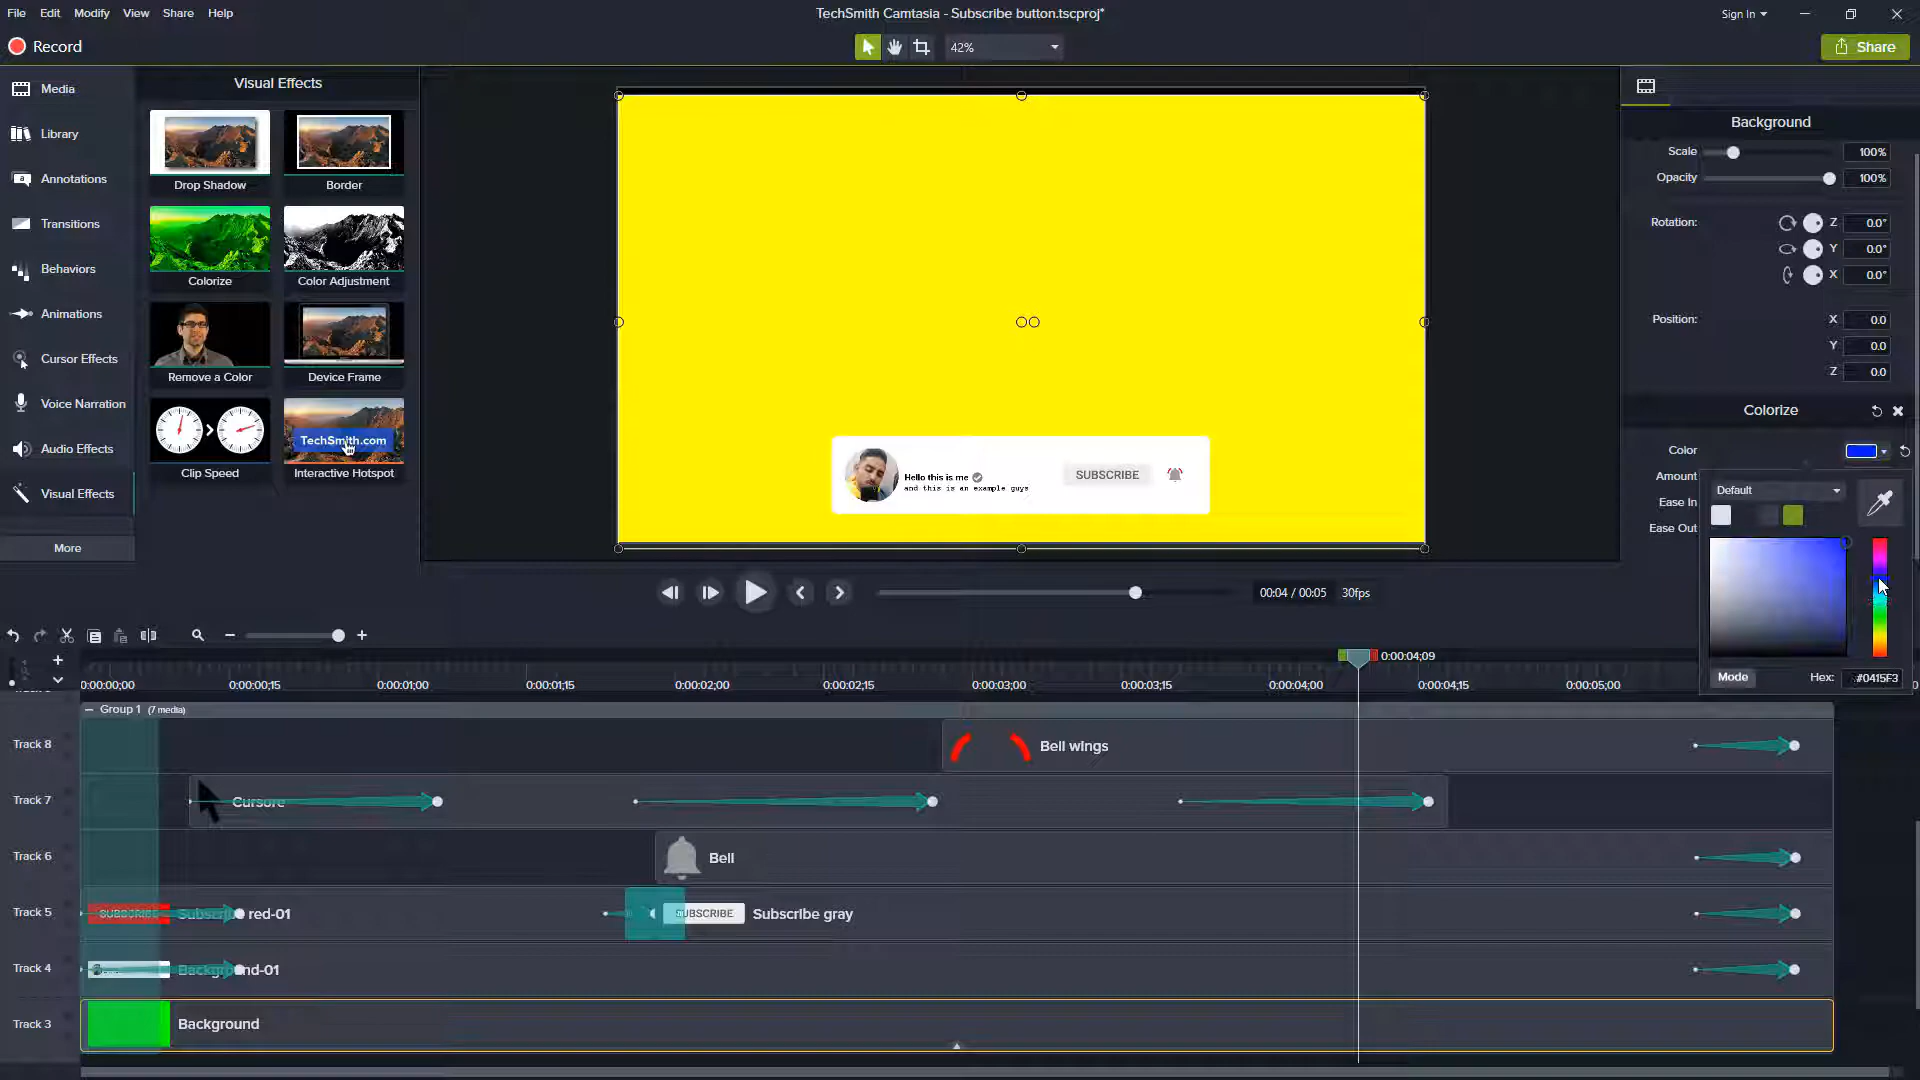 File Edit Modify View Share Help
TechSmith Camtasia - Subscribe button.tscproj*
Sign In
Record
42%
Share
Media
Library
Annotations
Transitions
Behaviors
Animations
Cursor Effects
Voice Narration
Audio Effects
Visual Effects
More
Visual Effects
Drop Shadow
Border
Colorize
Color Adjustment
Remove a Color
Device Frame
TechSmith.com
Clip Speed
Interactive Hotspot
Hello this is me
and this is an example guys
SUBSCRIBE
Background
Scale 100%
Opacity 100%
Rotation: Z 0.0°
Y 0.0°
X 0.0°
Position: X 0.0
Y 0.0
Z 0.0
Colorize
Color
Amount
Ease In
Ease Out
Default
Mode Hex: #0415F3
00:04 / 00:05 30fps
0:00:04;09
0:00:00;00 0:00:00;15 0:00:01;00 0:00:01;15 0:00:02;00 0:00:02;15 0:00:03;00 0:00:03;15 0:00:04;00 0:00:04;15 0:00:05;00
Group 1 (7 media)
Track 8 Bell wings
Track 7 Cursore
Track 6 Bell
Track 5 SUBSCRIBE Subscribe red-01 SUBSCRIBE Subscribe gray
Track 4 Background-01
Track 3 Background